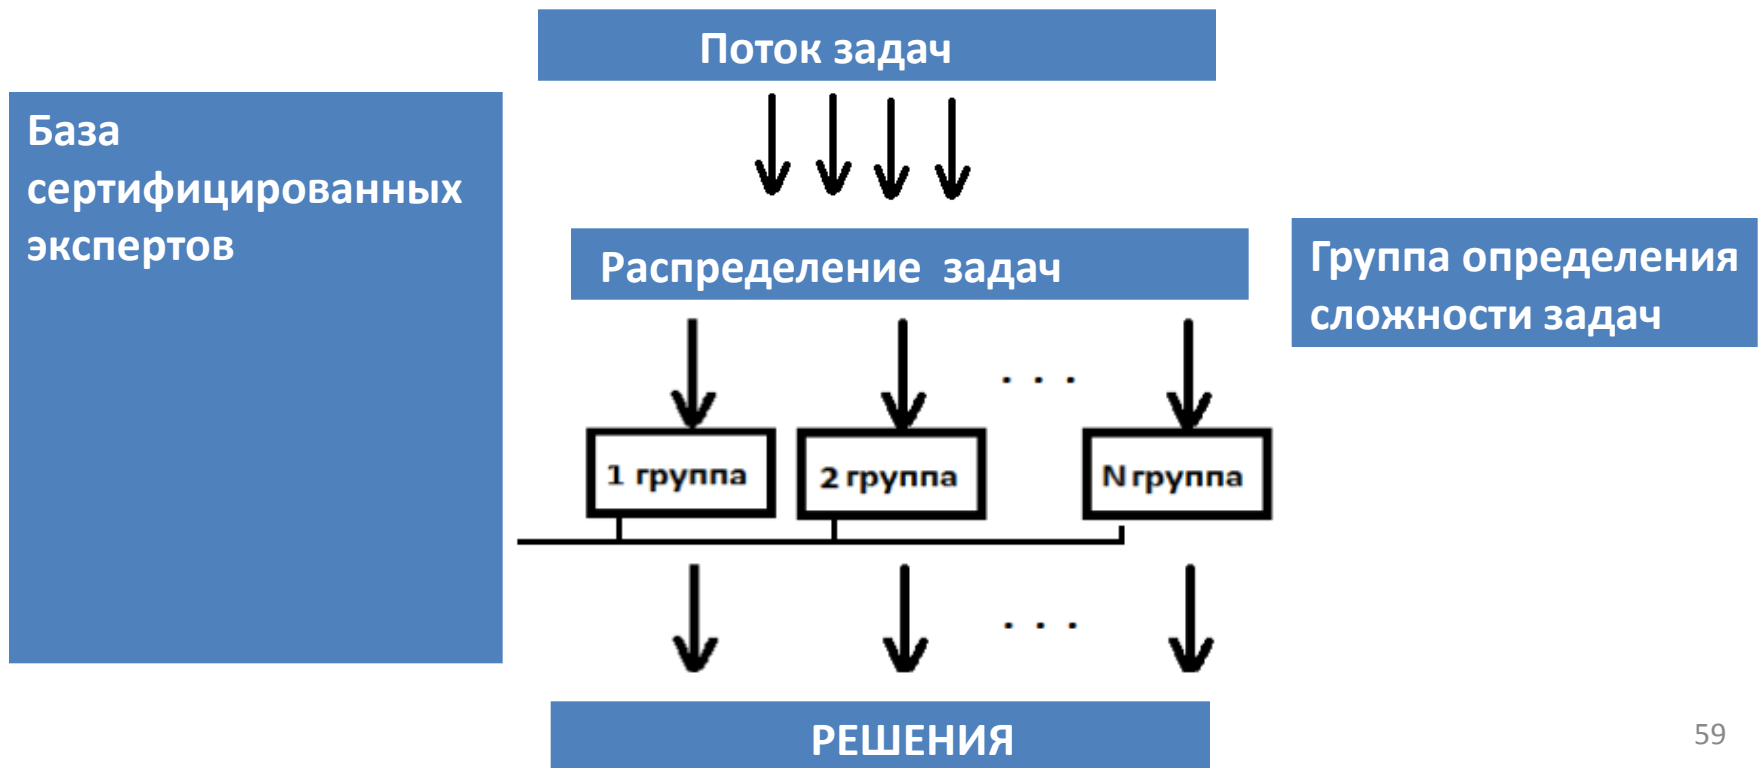 Поток задач
База
сертифицированных
экспертов
Распределение задач
Группа определения
сложности задач
. . .
1 группа
2 группа
N группа
. . .
РЕШЕНИЯ
59